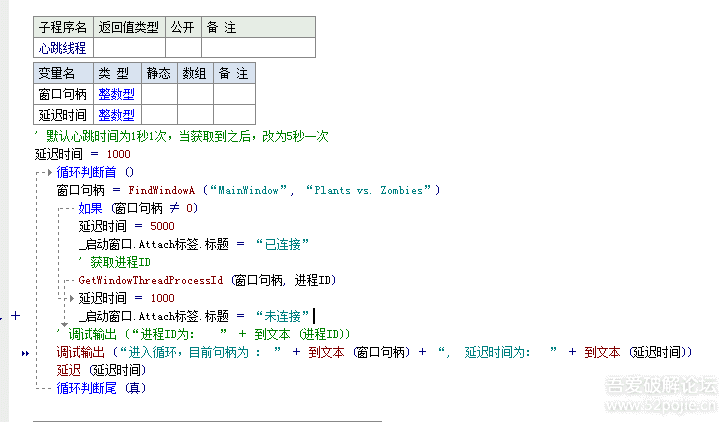 子程序名 返回值类型 公开 备 注
心跳线程
变量名 类 型 静态 数组 备 注
窗口句柄 整数型
延迟时间 整数型
' 默认心跳时间为1秒1次，当获取到之后，改为5秒一次
延迟时间 = 1000
循环判断首 ()
窗口句柄 = FindWindowA (“MainWindow”, “Plants vs. Zombies”)
如果 (窗口句柄 ≠ 0)
延迟时间 = 5000
_启动窗口.Attach标签.标题 = “已连接”
' 获取进程ID
GetWindowThreadProcessId (窗口句柄, 进程ID)
延迟时间 = 1000
_启动窗口.Attach标签.标题 = “未连接”
' 调试输出 (“进程ID为： ” + 到文本 (进程ID))
调试输出 (“进入循环，目前句柄为 ： ” + 到文本 (窗口句柄) + “, 延迟时间为： ” + 到文本 (延迟时间))
延迟 (延迟时间)
循环判断尾 (真)
吾爱破解论坛
www.52pojie.cn